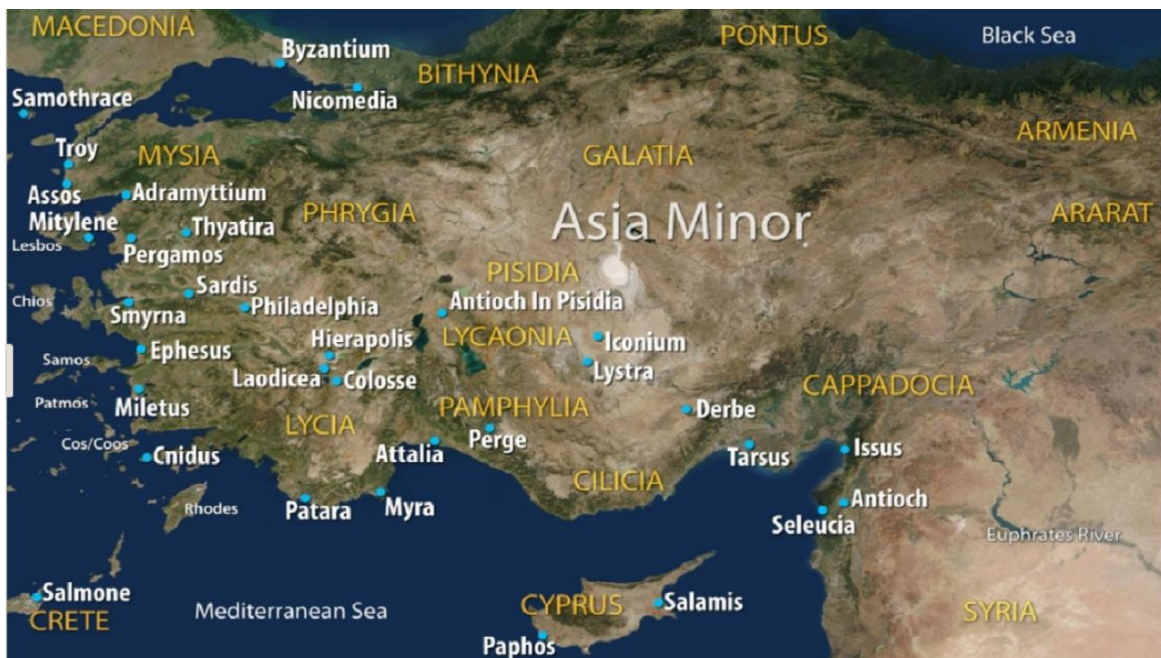 MACEDONIA
Byzantium
PONTUS
Black Sea
BITHYNIA
Nicomedia
Samothrace
ARMENIA
Troy
MYSIA
GALATIA
Assos
Adramyttium
PHRYGIA
Asia Minor
ARARAT
Mitylene
Thyatira
Lesbos
Pergamos
PISIDIA
Sardis
Chios
Philadelphia
Antioch In Pisidia
Smyrna
Hierapolis
LYCAONIA
Iconium
Ephesus
Samos
Laodicea
Colosse
Lystra
CAPPADOCIA
Patmos
Miletus
PAMPHYLIA
Derbe
LYCIA
Cos/Coos
Perge
Cnidus
Attalia
Tarsus
Issus
CILICIA
Rhodes
Patara
Myra
Antioch
Seleucia
Euphrates River
Salmone
Mediterranean Sea
CYPRUS
Salamis
SYRIA
CRETE
Paphos